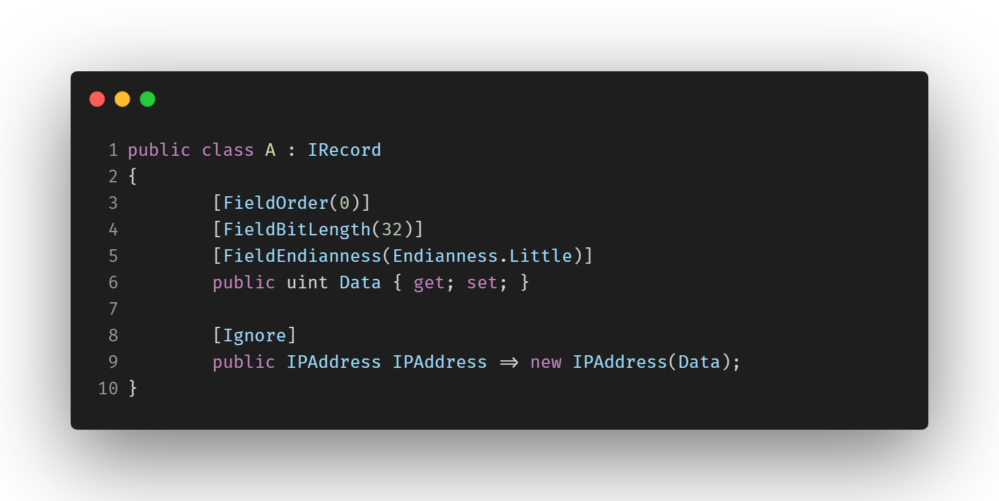 1 public class A : IRecord
2 {
3         [FieldOrder(0)]
4         [FieldBitLength(32)]
5         [FieldEndianness(Endianness.Little)]
6         public uint Data { get; set; }
7
8         [Ignore]
9         public IPAddress IPAddress => new IPAddress(Data);
10 }